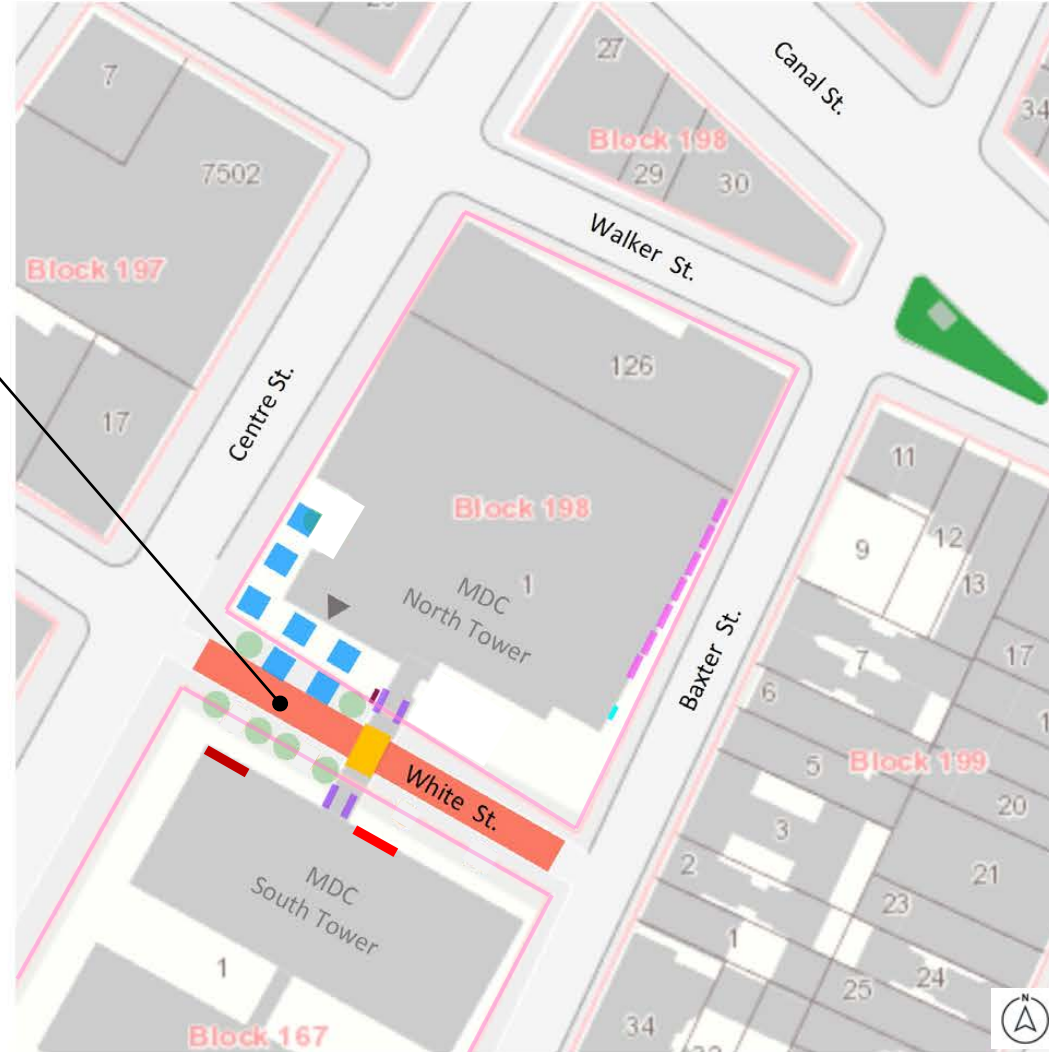 7
7502
Block 197
17
27
Block 198
29
30
Canal St.
34
Walker St.
126
Centre St.
Block 198
1
MDC
North Tower
Baxter St.
White St.
MDC
South Tower
1
Block 167
11
9
12
13
7
17
6
5
Block 199
20
3
2
21
23
1
24
25
34
N